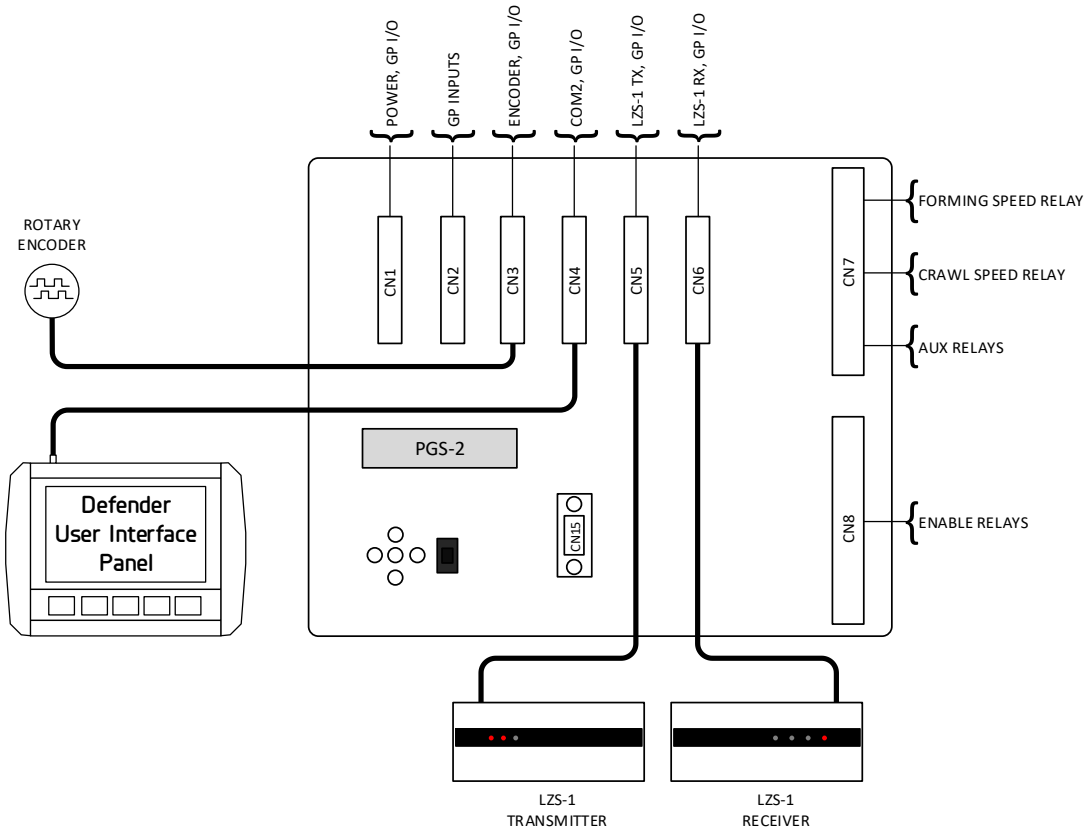 POWER, GP I/O
GP INPUTS
ENCODER, GP I/O
COM2, GP I/O
LZS-1 TX, GP I/O
LZS-1 RX, GP I/O
ROTARY
ENCODER
CN1
CN2
CN3
CN4
CN5
CN6
CN7
FORMING SPEED RELAY
CRAWL SPEED RELAY
AUX RELAYS
PGS-2
Defender
User Interface
Panel
CN15
CN8
ENABLE RELAYS
LZS-1
TRANSMITTER
LZS-1
RECEIVER